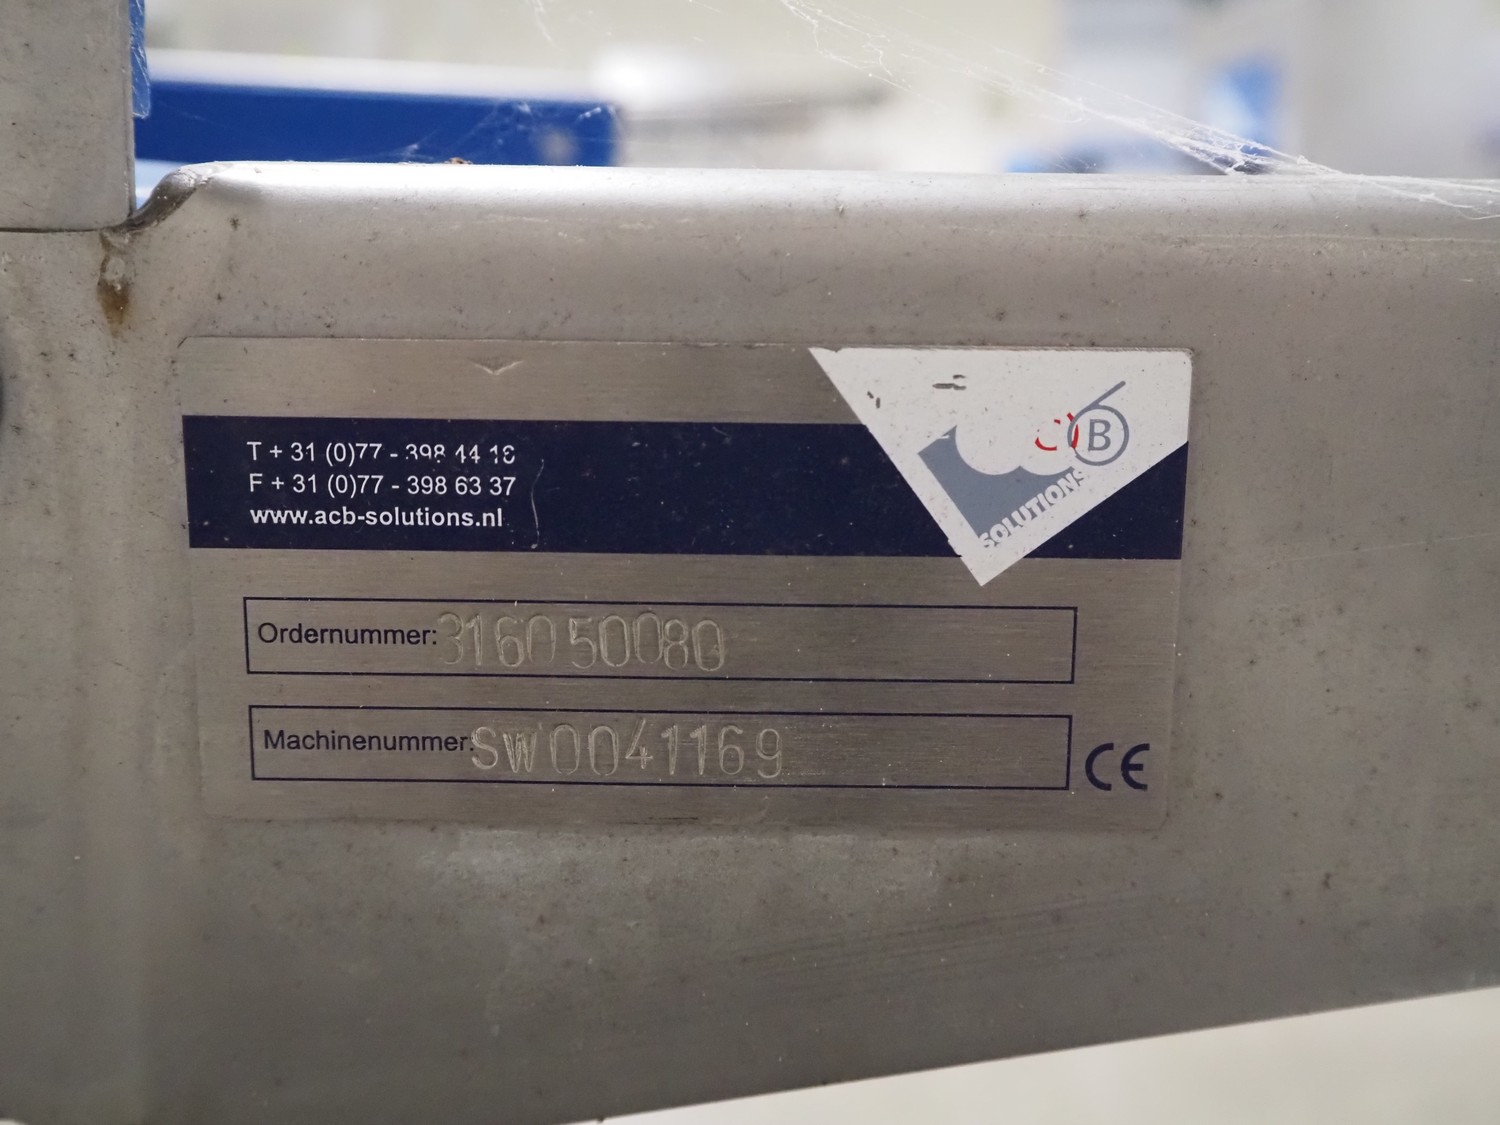 T + 31 (0)77 - 398 44 16
F + 31 (0)77 - 398 63 37
www.acb-solutions.nl
B
SOLUTIONS
Ordernummer: 316050080
Machinenummer: SW0041169
CE